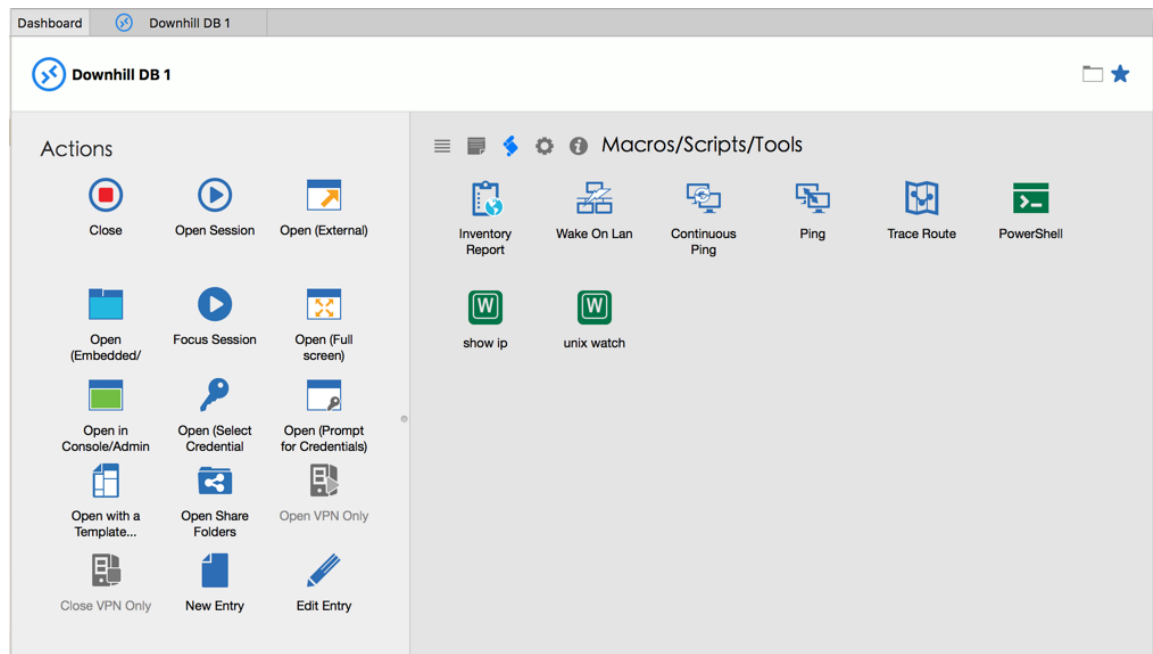 Dashboard
Downhill DB 1
Downhill DB 1
Actions
Macros/Scripts/Tools
Close
Open Session
Open (External)
Open
(Embedded/
Focus Session
Open (Full
screen)
Open in
Console/Admin
Open (Select
Credential
Open (Prompt
for Credentials)
Open with a
Template...
Open Share
Folders
Open VPN Only
Close VPN Only
New Entry
Edit Entry
Inventory
Report
Wake On Lan
Continuous
Ping
Ping
Trace Route
PowerShell
W
show ip
W
unix watch